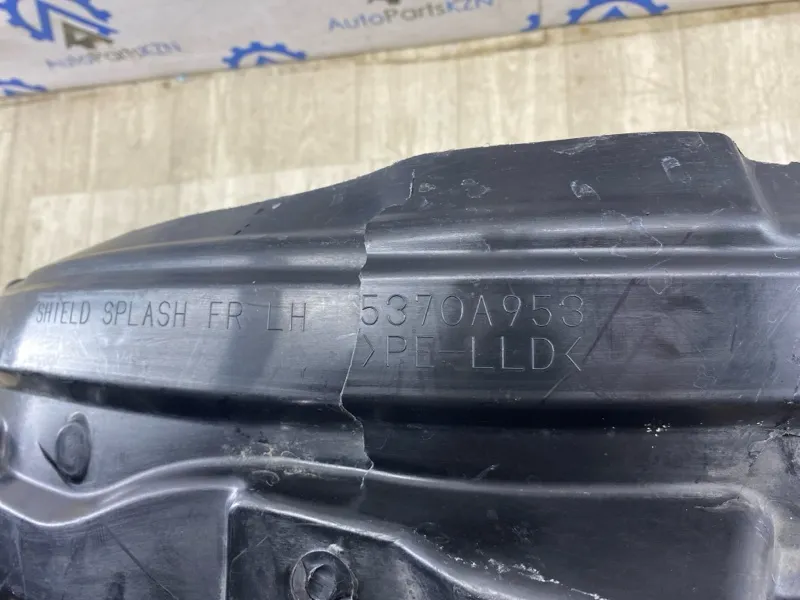 AutoPartsKZN
AutoPartsKZN
SHIELD SPLASH FR LH 5370A953
>PE-LLD<